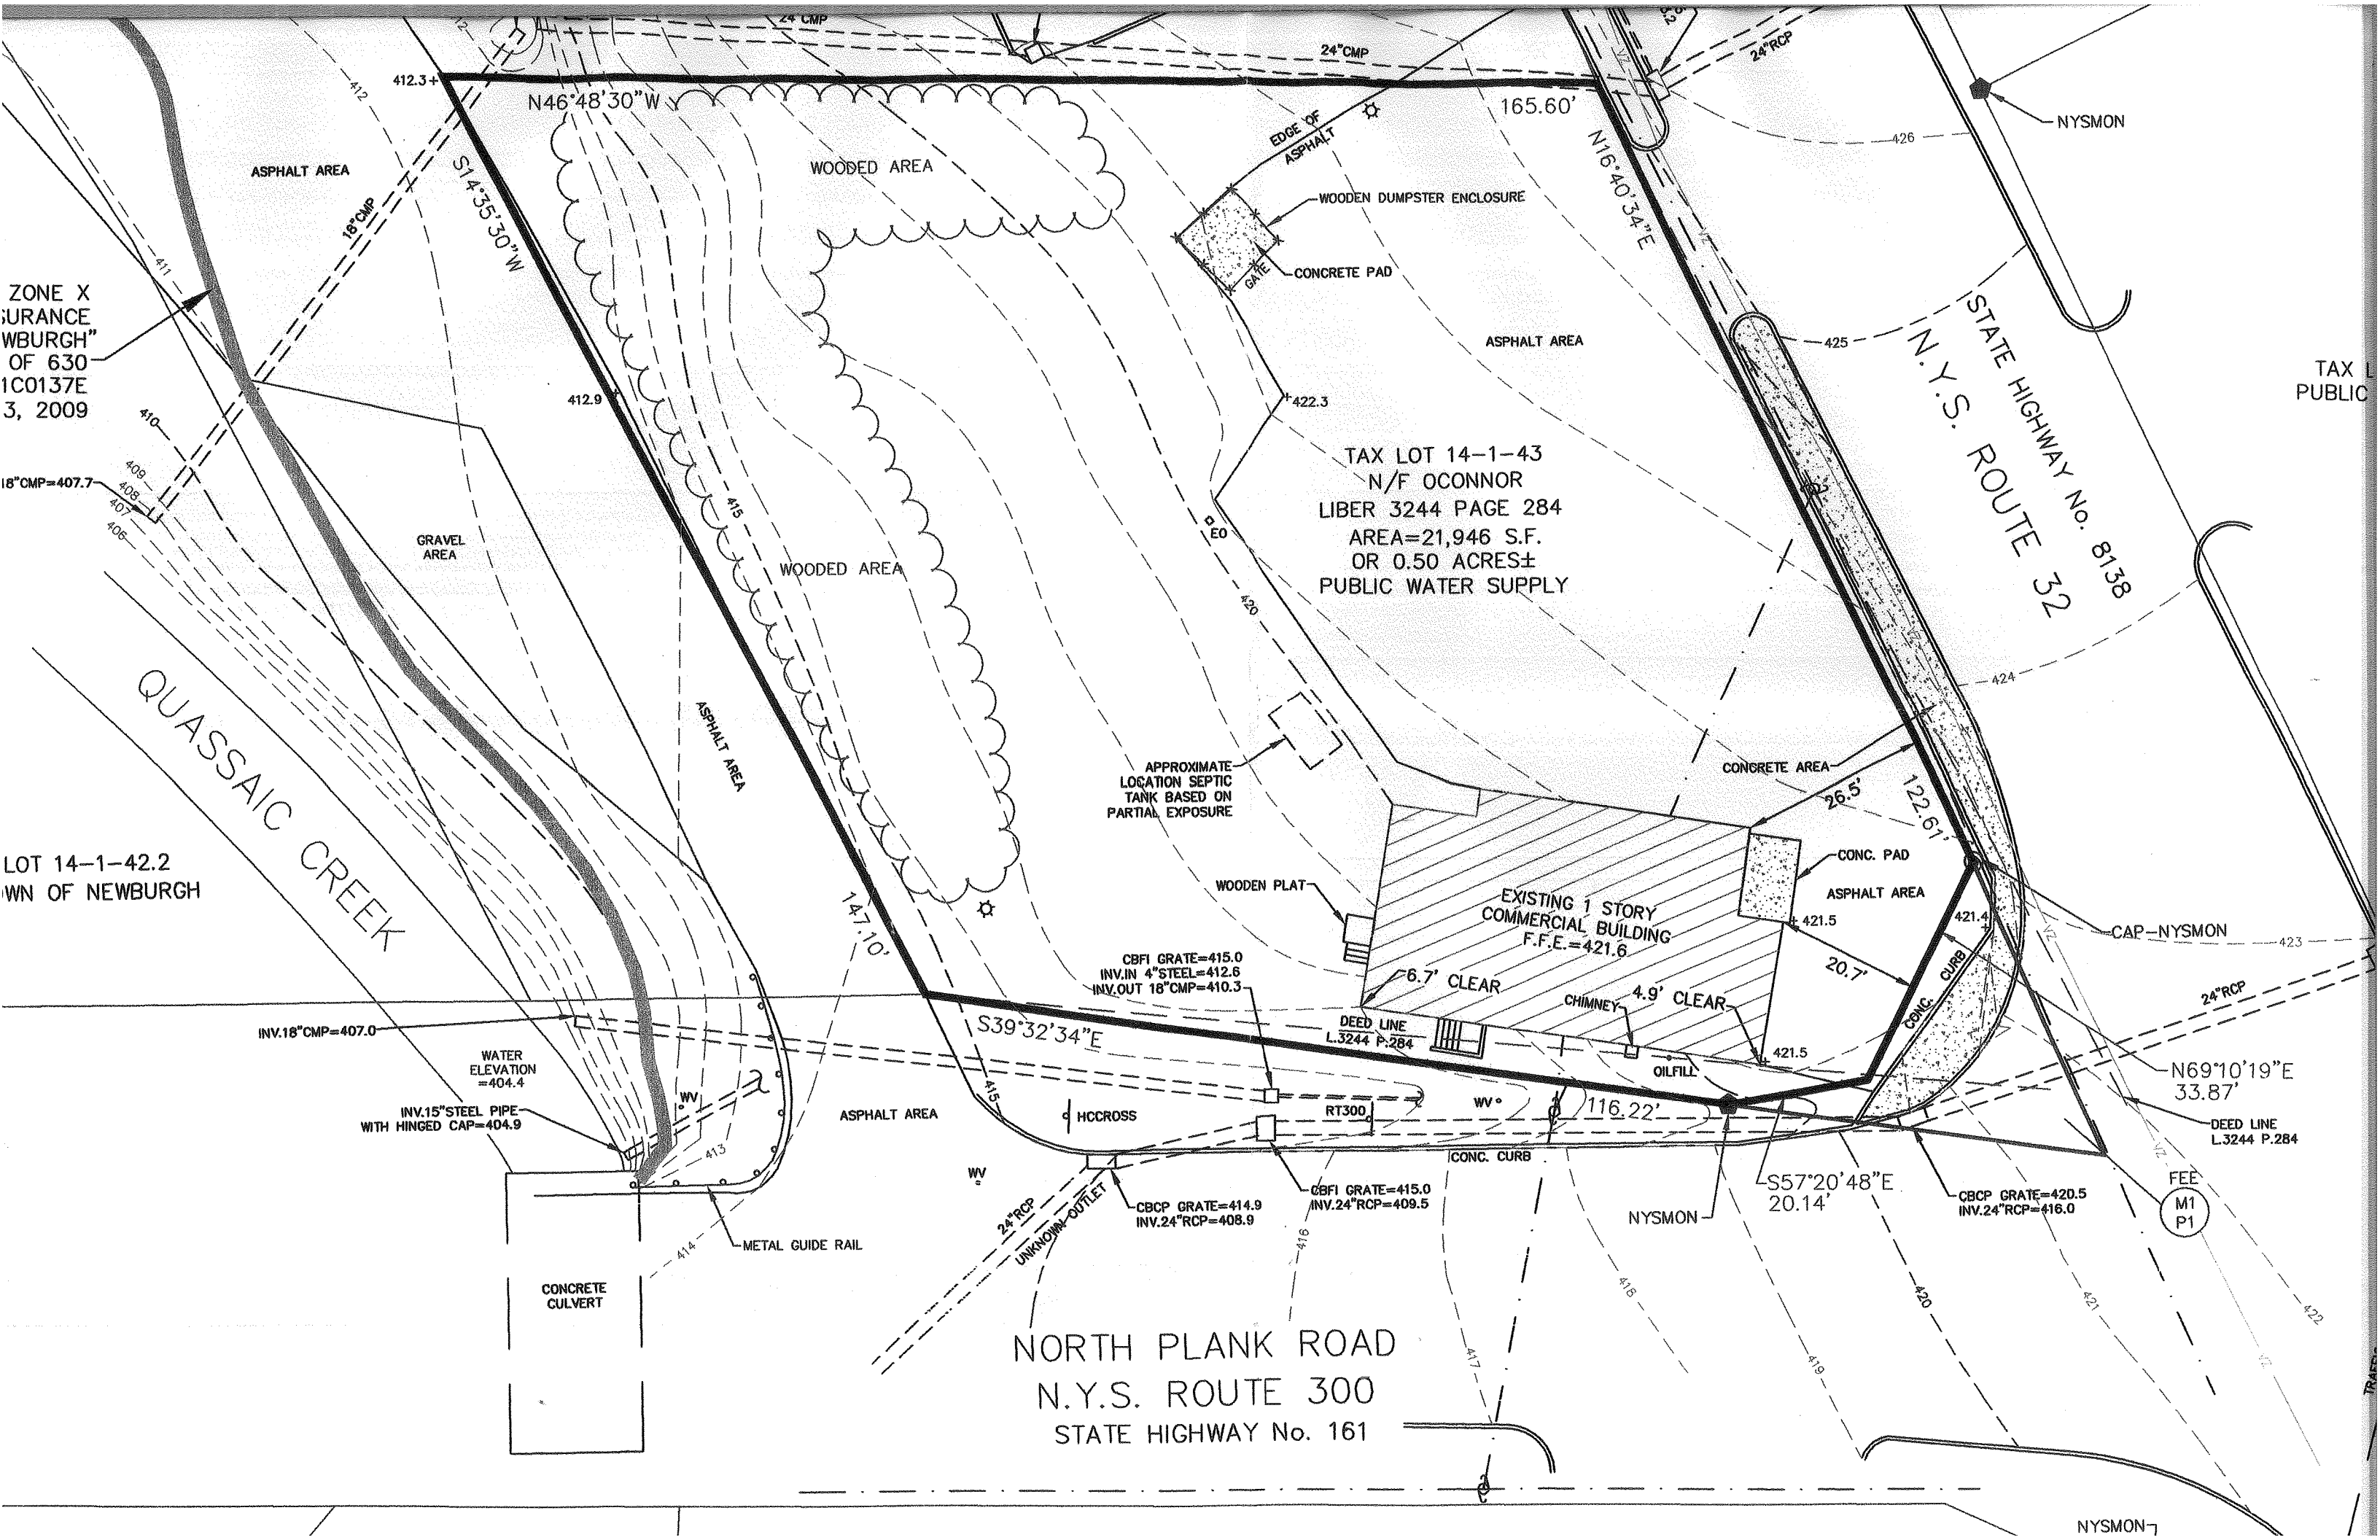 12
24"CMP
24"CMP
24"RCP
412.3
N46°48'30"W
165.60'
NYSMON
412
426
EDGE OF
ASPHALT
ASPHALT AREA
WOODED AREA
S14°35'30"W
N16°40'34"E
WOODEN DUMPSTER ENCLOSURE
18"CMP
411
CONCRETE PAD
GATE
ZONE X
SURANCE
WBURGH"
OF 630
1C0137E
3, 2009
STATE HIGHWAY No. 8138
N.Y.S. ROUTE 32
425
ASPHALT AREA
TAX L
PUBLIC
412.9
422.3
410
409
408
407
406
18"CMP=407.7
415
TAX LOT 14-1-43
N/F OCONNOR
LIBER 3244 PAGE 284
AREA=21,946 S.F.
OR 0.50 ACRES±
PUBLIC WATER SUPPLY
GRAVEL
AREA
EO
WOODED AREA
420
424
QUASSAIC CREEK
ASPHALT AREA
APPROXIMATE
LOCATION SEPTIC
TANK BASED ON
PARTIAL EXPOSURE
CONCRETE AREA
26.5'
122.61'
LOT 14-1-42.2
WN OF NEWBURGH
CONC. PAD
ASPHALT AREA
WOODEN PLAT
EXISTING 1 STORY
COMMERCIAL BUILDING
F.F.E.=421.6
421.5
421.4
147.10'
CAP-NYSMON
423
CBFI GRATE=415.0
INV.IN 4"STEEL=412.6
INV.OUT 18"CMP=410.3
6.7' CLEAR
20.7'
CONC. CURB
24"RCP
CHIMNEY
4.9' CLEAR
INV.18"CMP=407.0
S39°32'34"E
DEED LINE
L.3244 P.284
421.5
OILFILL
WATER
ELEVATION
=404.4
N69°10'19"E
33.87'
WV
INV.15"STEEL PIPE
WITH HINGED CAP=404.9
ASPHALT AREA
415
HCCROSS
RT300
WV
116.22'
DEED LINE
L.3244 P.284
413
WV
CONC. CURB
S57°20'48"E
20.14'
FEE
M1
P1
CBFI GRATE=415.0
INV.24"RCP=409.5
CBCP GRATE=414.9
INV.24"RCP=408.9
CBCP GRATE=420.5
INV.24"RCP=416.0
24"RCP
UNKNOWN OUTLET
NYSMON
METAL GUIDE RAIL
414
416
417
418
419
420
421
422
CONCRETE
CULVERT
NORTH PLANK ROAD
N.Y.S. ROUTE 300
STATE HIGHWAY No. 161
NYSMON